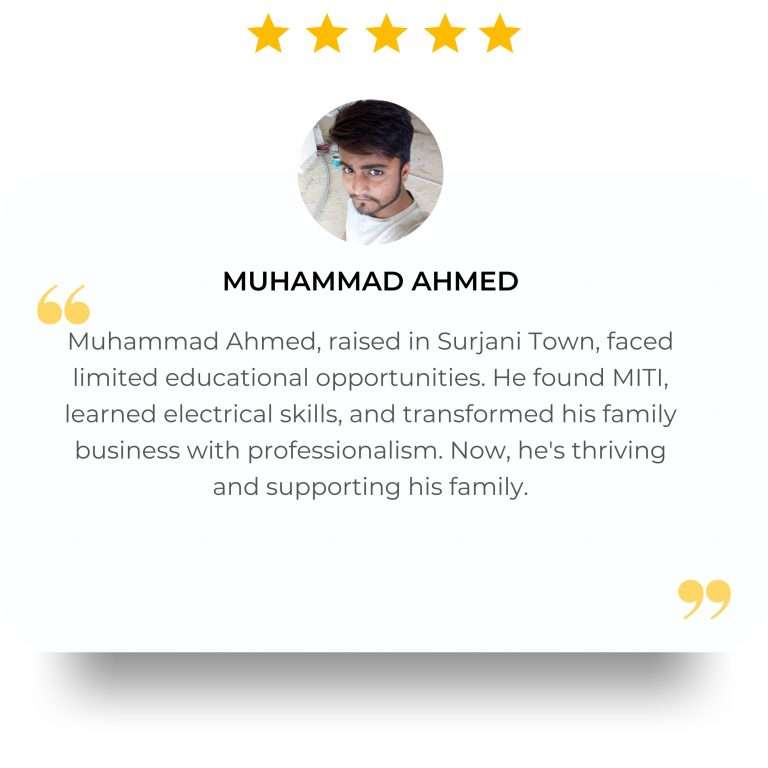 MUHAMMAD AHMED
“
Muhammad Ahmed, raised in Surjani Town, faced
limited educational opportunities. He found MITI,
learned electrical skills, and transformed his family
business with professionalism. Now, he's thriving
and supporting his family.
”